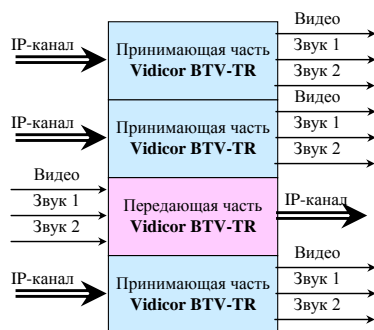 IP-канал
Принимающая часть
Vidicor BTV-TR
Видео
Звук 1
Звук 2
IP-канал
Принимающая часть
Vidicor BTV-TR
Видео
Звук 1
Звук 2
Видео
Звук 1
Звук 2
Передающая часть
Vidicor BTV-TR
IP-канал
IP-канал
Принимающая часть
Vidicor BTV-TR
Видео
Звук 1
Звук 2